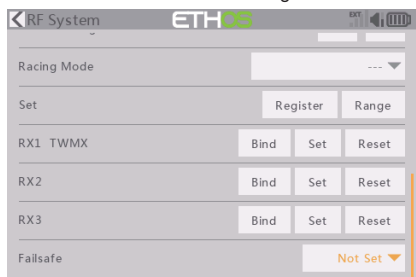 RF System ETHOS EXT
Racing Mode ---
Set Register Range
RX1 TWMX Bind Set Reset
RX2 Bind Set Reset
RX3 Bind Set Reset
Failsafe Not Set